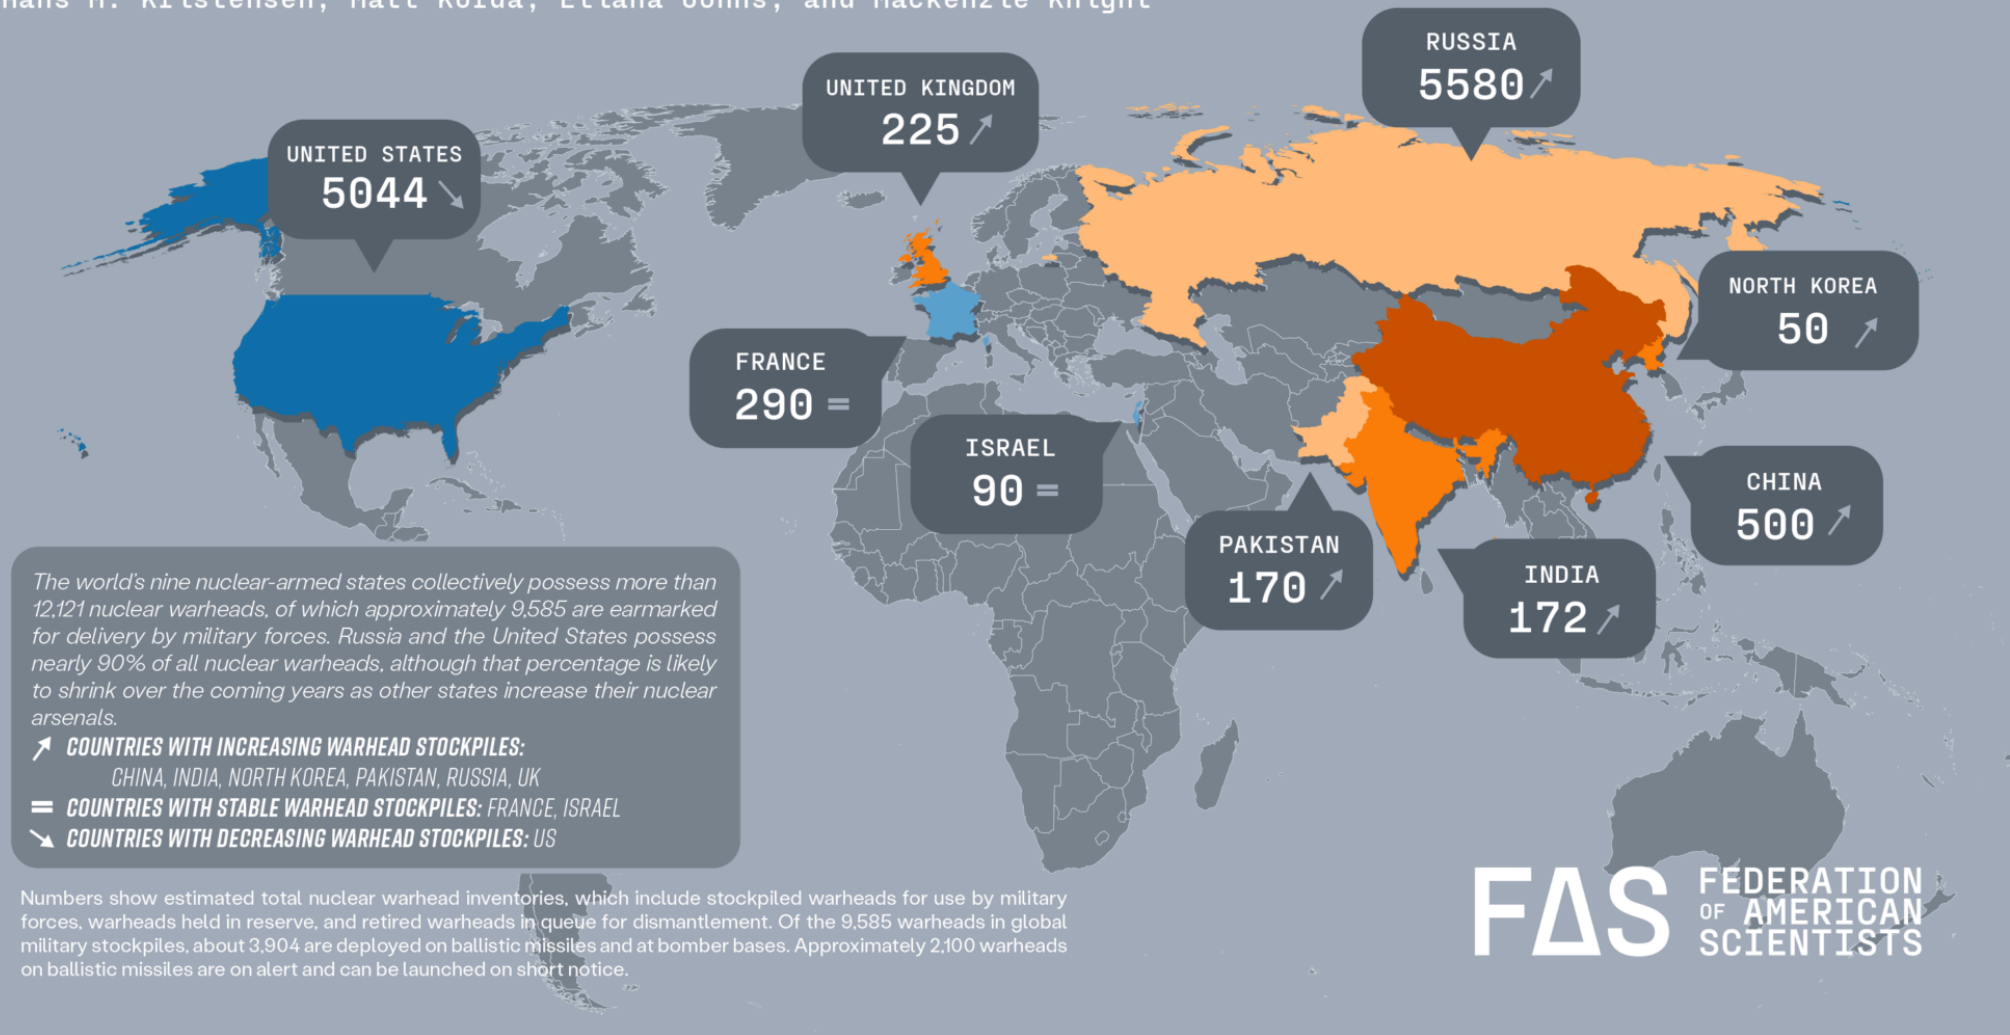 Hans M. Kristensen, Matt Korda, Eliana Johns, and Mackenzie Knight
RUSSIA
5580
UNITED KINGDOM
225
UNITED STATES
5044
NORTH KOREA
50
FRANCE
290 =
ISRAEL
90 =
CHINA
500
PAKISTAN
170
INDIA
172
The world's nine nuclear-armed states collectively possess more than
12,121 nuclear warheads, of which approximately 9,585 are earmarked
for delivery by military forces. Russia and the United States possess
nearly 90% of all nuclear warheads, although that percentage is likely
to shrink over the coming years as other states increase their nuclear
arsenals.
COUNTRIES WITH INCREASING WARHEAD STOCKPILES:
CHINA, INDIA, NORTH KOREA, PAKISTAN, RUSSIA, UK
= COUNTRIES WITH STABLE WARHEAD STOCKPILES: FRANCE, ISRAEL
COUNTRIES WITH DECREASING WARHEAD STOCKPILES: US
Numbers show estimated total nuclear warhead inventories, which include stockpiled warheads for use by military
forces, warheads held in reserve, and retired warheads in queue for dismantlement. Of the 9,585 warheads in global
military stockpiles, about 3,904 are deployed on ballistic missiles and at bomber bases. Approximately 2,100 warheads
on ballistic missiles are on alert and can be launched on short notice.
FAS
FEDERATION
OF AMERICAN
SCIENTISTS